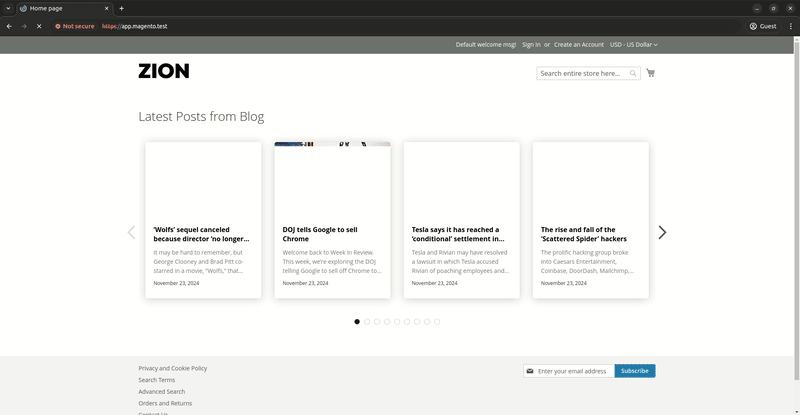 Home page
Not secure
https://app.magento.test
Guest
Default welcome msg! Sign In or Create an Account USD - US Dollar
ZION
Search entire store here...
Latest Posts from Blog
‘Wolfs’ sequel canceled
because director ‘no longer...
It may be hard to remember, but
George Clooney and Brad Pitt co-
starred in a movie, “Wolfs,” that...
November 23, 2024
DOJ tells Google to sell
Chrome
Welcome back to Week in Review.
This week, we’re exploring the DOJ
telling Google to sell off Chrome to...
November 23, 2024
Tesla says it has reached a
‘conditional’ settlement in...
Tesla and Rivian may have resolved
a lawsuit in which Tesla accused
Rivian of poaching employees and...
November 23, 2024
The rise and fall of the
‘Scattered Spider’ hackers
The prolific hacking group broke
into Caesars Entertainment,
Coinbase, DoorDash, Mailchimp,...
November 23, 2024
Privacy and Cookie Policy
Search Terms
Advanced Search
Orders and Returns
Contact Us
Enter your email address
Subscribe